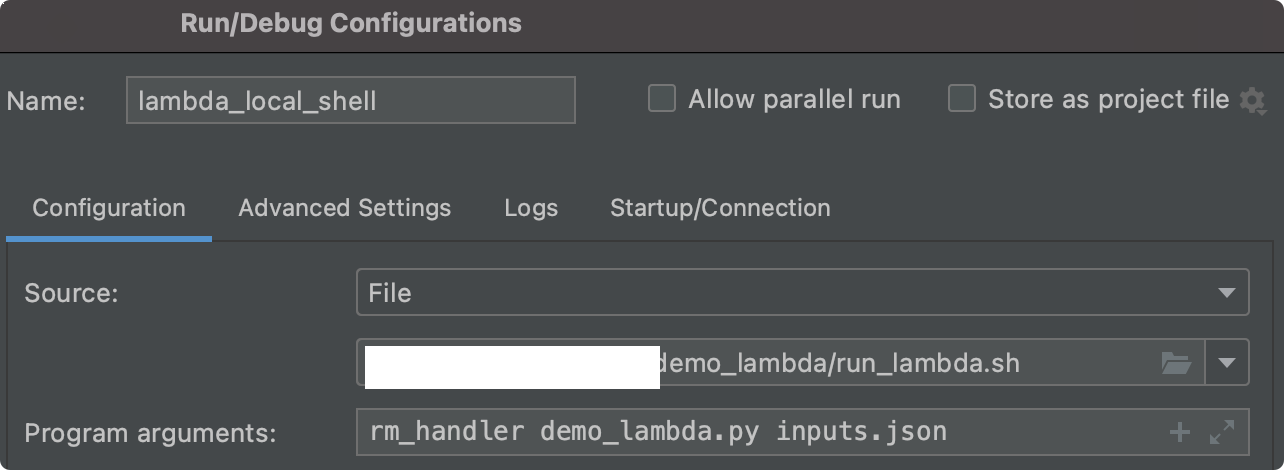 Run/Debug Configurations
Name: lambda_local_shell Allow parallel run Store as project file
Configuration Advanced Settings Logs Startup/Connection
Source: File
demo_lambda/run_lambda.sh
Program arguments: rm_handler demo_lambda.py inputs.json